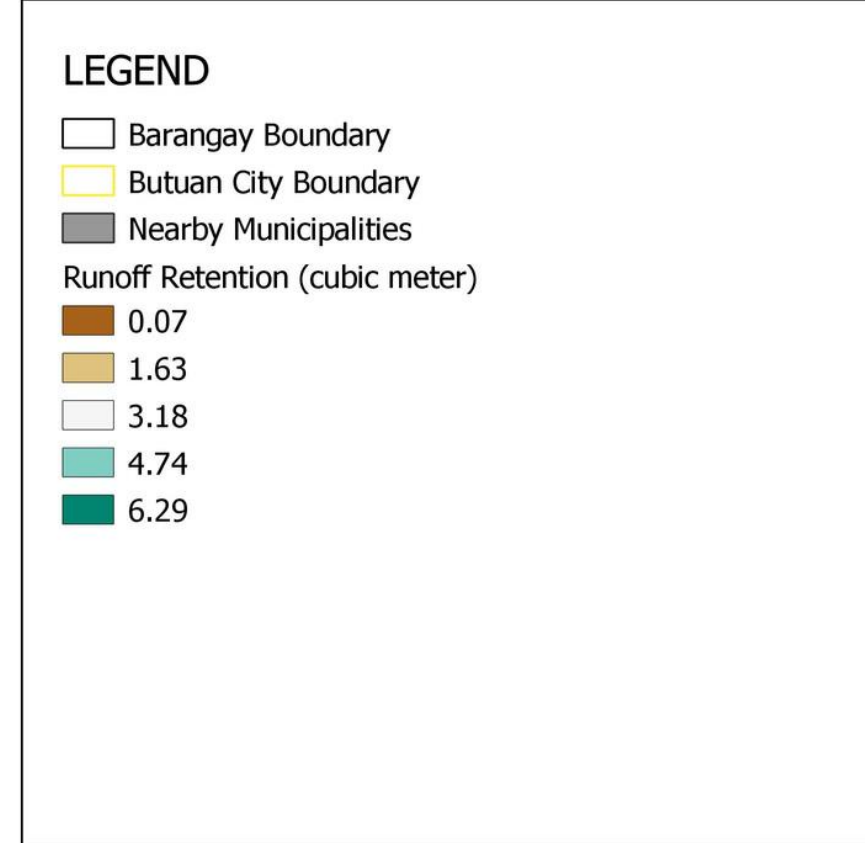 LEGEND
Barangay Boundary
Butuan City Boundary
Nearby Municipalities
Runoff Retention (cubic meter)
0.07
1.63
3.18
4.74
6.29